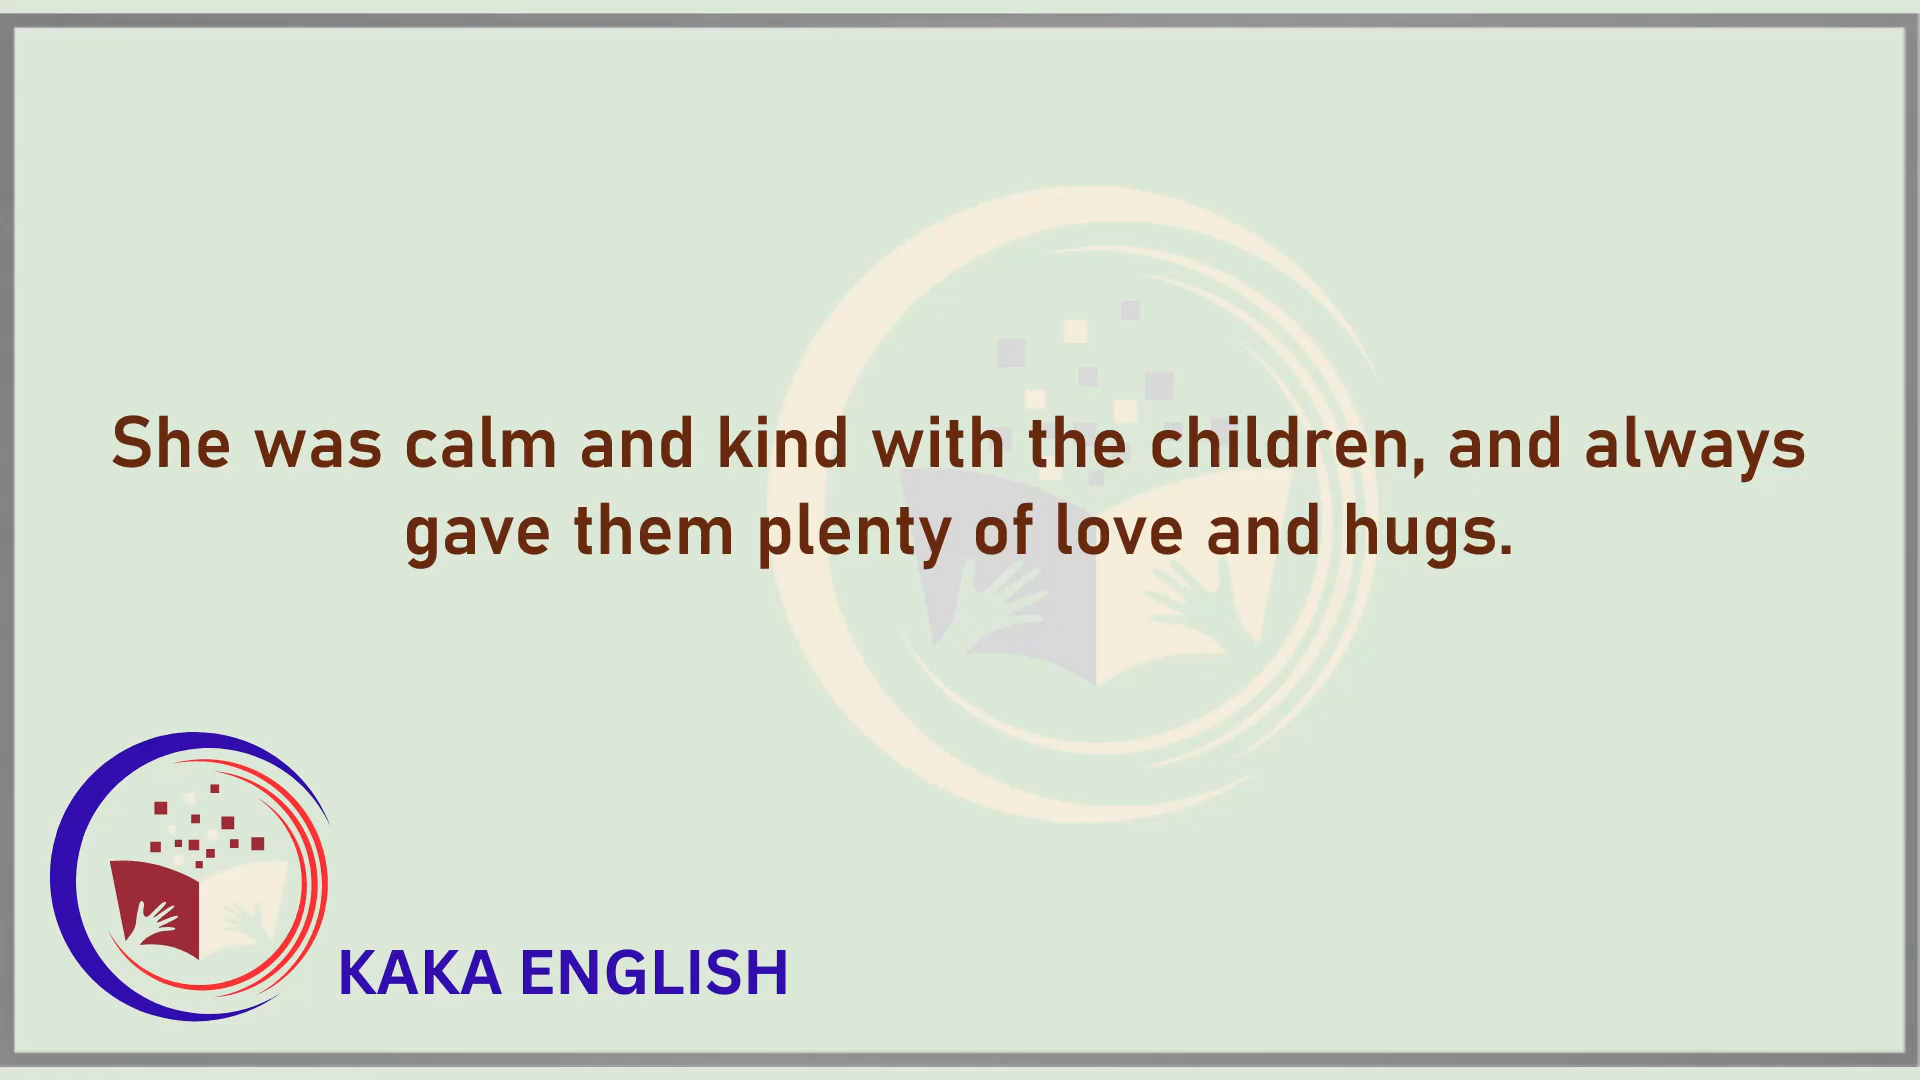 She was calm and kind with the children, and always
gave them plenty of love and hugs.
KAKA ENGLISH